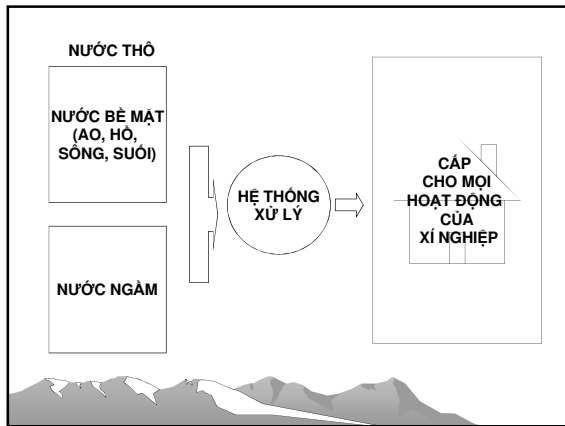 NƯỚC THÔ
NƯỚC BỀ MẶT
(AO, HỒ,
SÔNG, SUỐI)
NƯỚC NGẦM
HỆ THỐNG
XỬ LÝ
CẤP
CHO MỌI
HOẠT ĐỘNG
CỦA
XÍ NGHIỆP